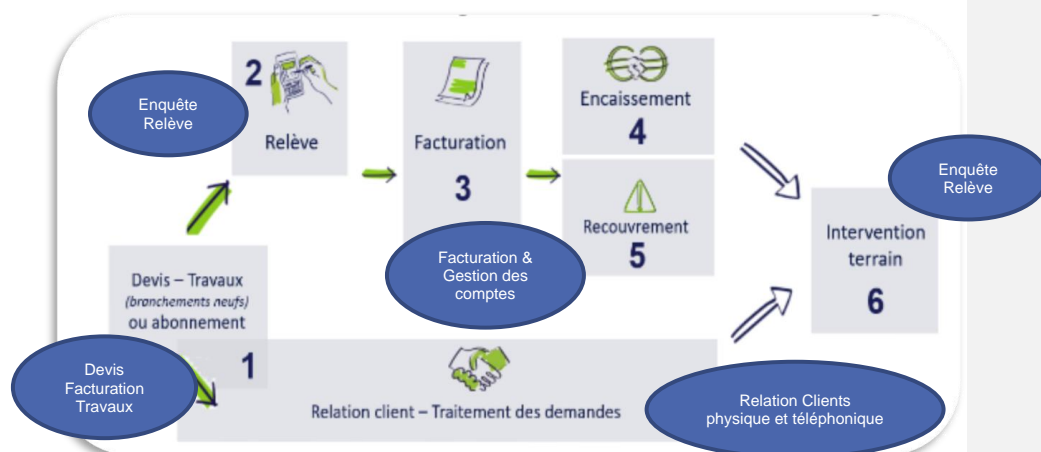 Enquête
Relève
2
Relève
Facturation
3
Encaissement
4
Recouvrement
5
Enquête
Relève
Intervention
terrain
6
Facturation &
Gestion des
comptes
Devis – Travaux
(branchements neufs)
ou abonnement
1
Devis
Facturation
Travaux
Relation client – Traitement des demandes
Relation Clients
physique et téléphonique